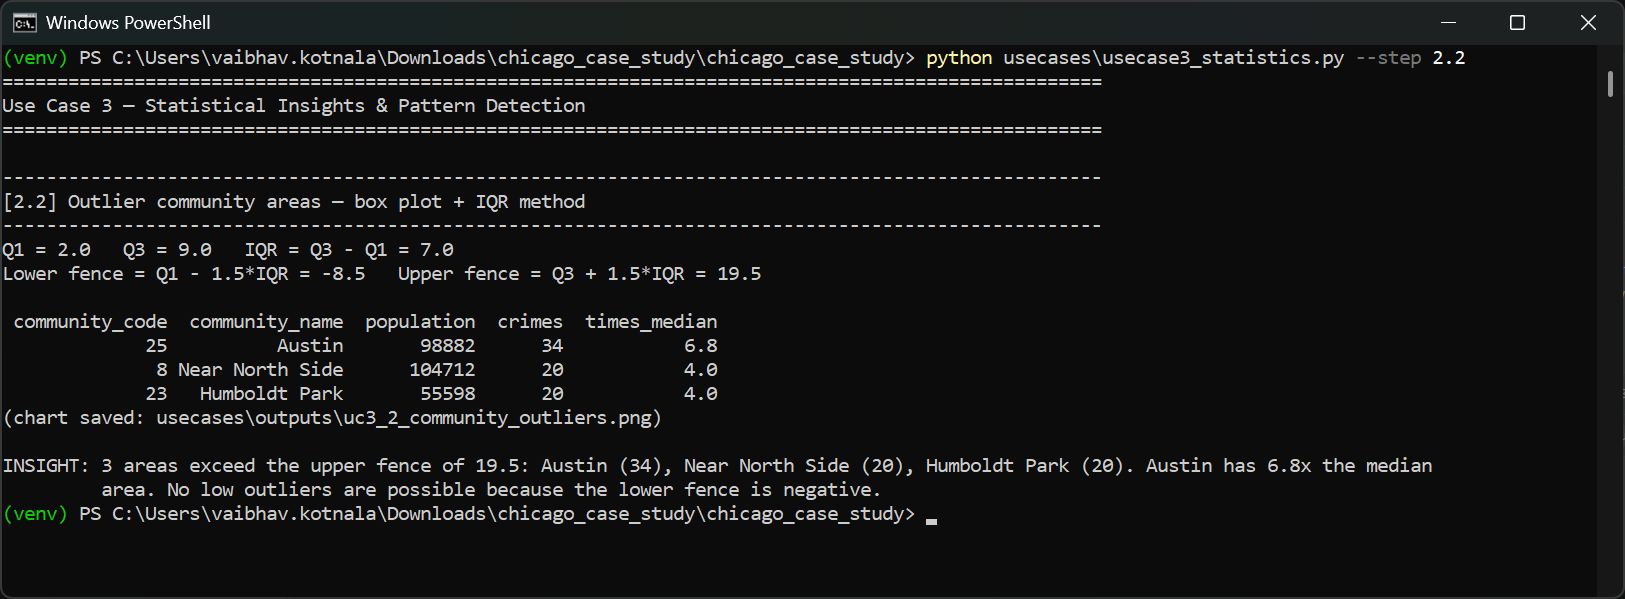 Windows PowerShell
(venv) PS C:\Users\vaibhav.kotnala\Downloads\chicago_case_study\chicago_case_study> python usecases\usecase3_statistics.py --step 2.2
====================================================================================================
Use Case 3 — Statistical Insights & Pattern Detection
====================================================================================================
----------------------------------------------------------------------------------------------------
[2.2] Outlier community areas — box plot + IQR method
----------------------------------------------------------------------------------------------------
Q1 = 2.0   Q3 = 9.0   IQR = Q3 - Q1 = 7.0
Lower fence = Q1 - 1.5*IQR = -8.5   Upper fence = Q3 + 1.5*IQR = 19.5
 community_code  community_name  population  crimes  times_median
             25          Austin       98882      34           6.8
              8 Near North Side      104712      20           4.0
             23   Humboldt Park       55598      20           4.0
(chart saved: usecases\outputs\uc3_2_community_outliers.png)
INSIGHT: 3 areas exceed the upper fence of 19.5: Austin (34), Near North Side (20), Humboldt Park (20). Austin has 6.8x the median
         area. No low outliers are possible because the lower fence is negative.
(venv) PS C:\Users\vaibhav.kotnala\Downloads\chicago_case_study\chicago_case_study>